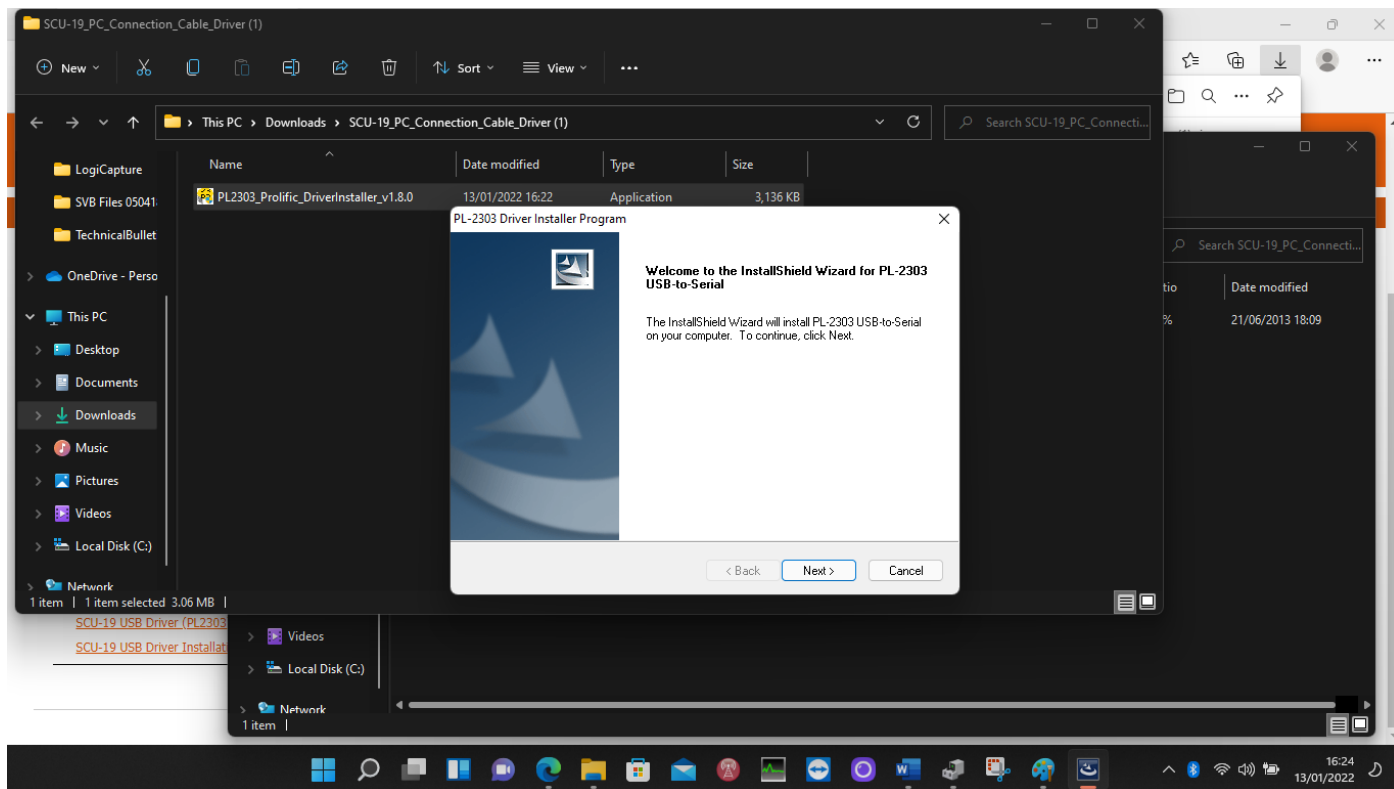 SCU-19_PC_Connection_Cable_Driver (1)
New
Sort
View
This PC > Downloads > SCU-19_PC_Connection_Cable_Driver (1)
Search SCU-19_PC_Connecti...
Name
Date modified
Type
Size
LogiCapture
SVB Files 05041
TechnicalBullet
OneDrive - Perso
This PC
Desktop
Documents
Downloads
Music
Pictures
Videos
Local Disk (C:)
Network
PL2303_Prolific_DriverInstaller_v1.8.0
13/01/2022 16:22
Application
3,136 KB
PL-2303 Driver Installer Program
Welcome to the InstallShield Wizard for PL-2303
USB-to-Serial
The InstallShield Wizard will install PL-2303 USB-to-Serial
on your computer. To continue, click Next.
< Back
Next >
Cancel
1 item
1 item selected 3.06 MB
Search SCU-19_PC_Connecti...
tio
Date modified
%
21/06/2013 18:09
SCU-19 USB Driver (PL2303
SCU-19 USB Driver Installat
Videos
Local Disk (C:)
Network
1 item
16:24
13/01/2022